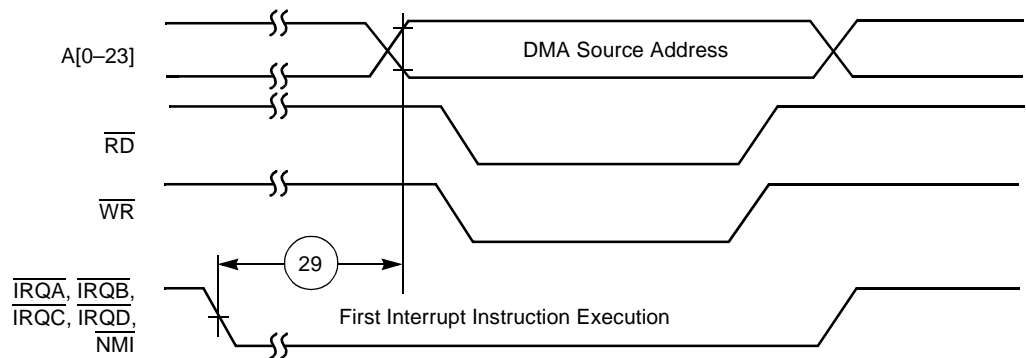 A[0–23]
DMA Source Address
RD
WR
29
IRQA, IRQB,
IRQC, IRQD,
NMI
First Interrupt Instruction Execution